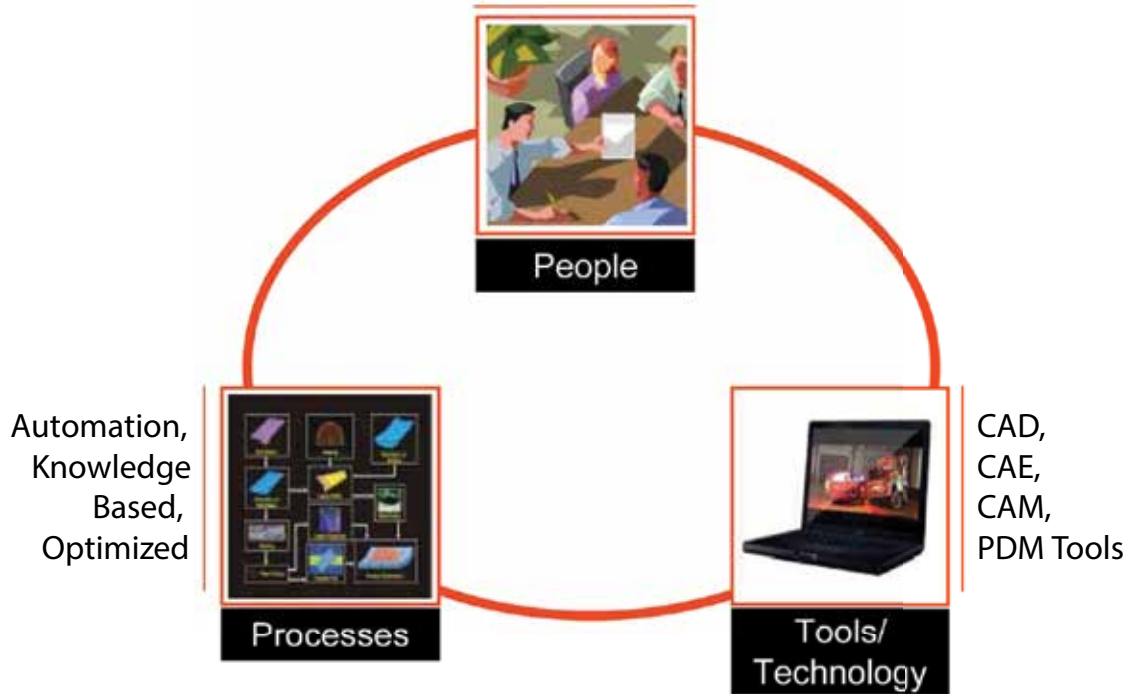 People
Automation,
Knowledge
Based,
Optimized
CAD,
CAE,
CAM,
PDM Tools
Processes
Tools/
Technology